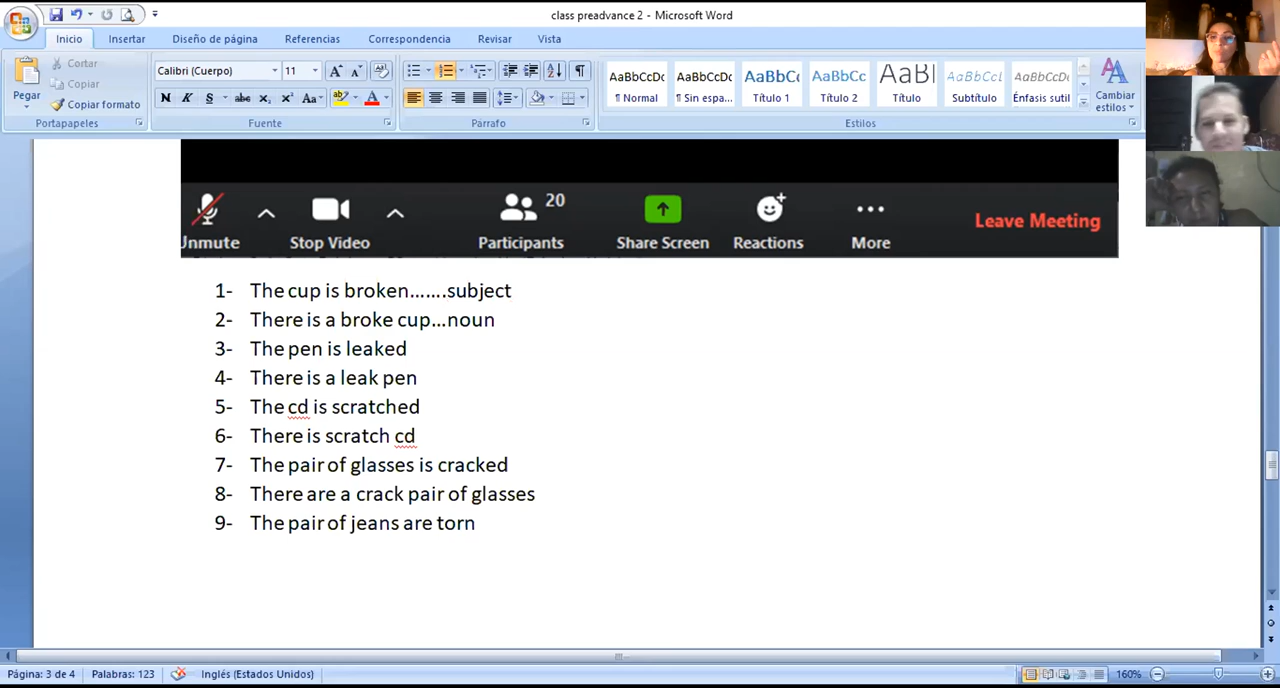 class preadvance 2 - Microsoft Word
Inicio Insertar Diseño de página Referencias Correspondencia Revisar Vista
Pegar
Cortar
Copiar
Copiar formato
Portapapeles
Calibri (Cuerpo) 11
N K S abc x₂ x² Aa
Fuente
Párrafo
AaBbCcDc AaBbCcDc AaBbCc AaBbCc AaBl AaBbCcL AaBbCcDc
¶ Normal ¶ Sin espa... Título 1 Título 2 Título Subtítulo Énfasis sutil
Cambiar
estilos
Estilos
20
Unmute Stop Video Participants Share Screen Reactions More Leave Meeting
1- The cup is broken.......subject
2- There is a broke cup...noun
3- The pen is leaked
4- There is a leak pen
5- The cd is scratched
6- There is scratch cd
7- The pair of glasses is cracked
8- There are a crack pair of glasses
9- The pair of jeans are torn
Página: 3 de 4 Palabras: 123 Inglés (Estados Unidos) 160%